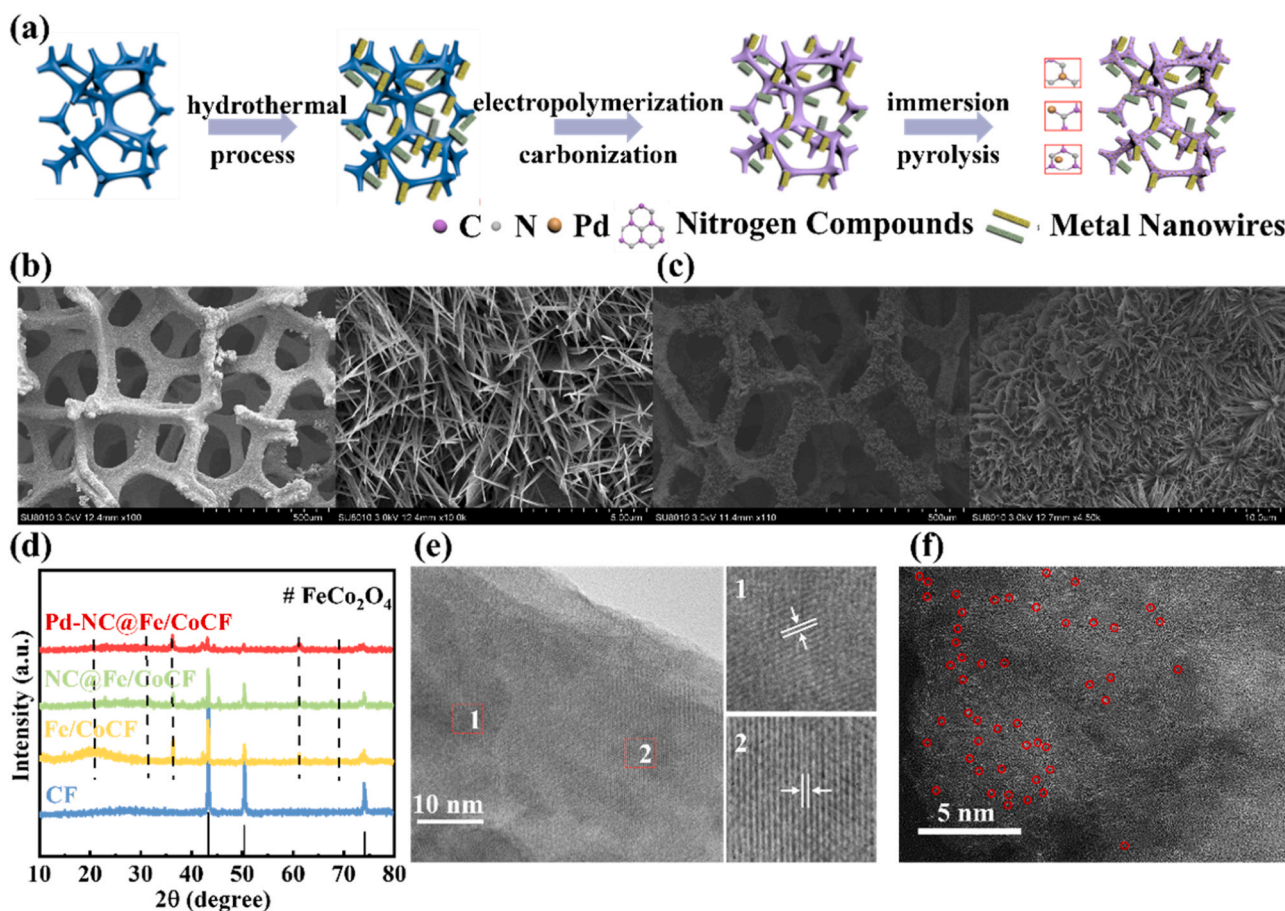 (a)
hydrothermal
process
electropolymerization
carbonization
immersion
pyrolysis
C N Pd Nitrogen Compounds Metal Nanowires
(b)
(c)
SU8010 3.0kV 12.4mm x100 500um
SU8010 3.0kV 12.4mm x10.0k 5.00um
SU8010 3.0kV 11.4mm x110 500um
SU8010 3.0kV 12.7mm x4.50k 10.0um
(d)
# FeCo₂O₄
Pd-NC@Fe/CoCF
NC@Fe/CoCF
Fe/CoCF
CF
Intensity (a.u.)
10 20 30 40 50 60 70 80
2θ (degree)
(e)
1
2
10 nm
1
2
(f)
5 nm